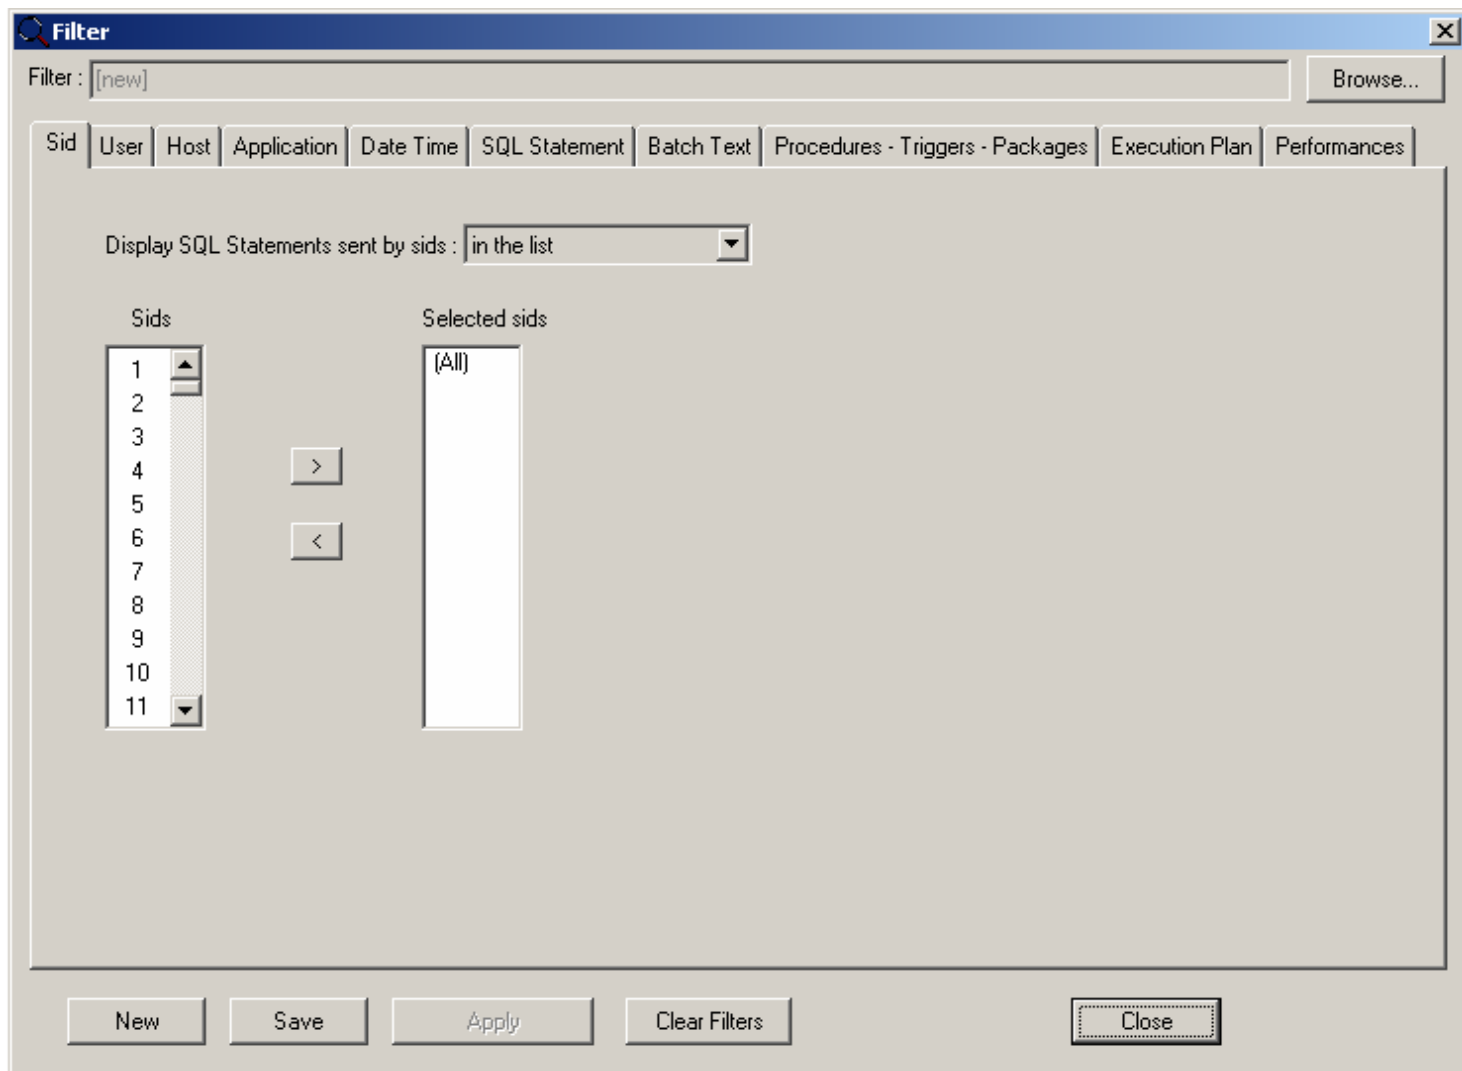 Filter
Filter : [new] Browse...
Sid User Host Application Date Time SQL Statement Batch Text Procedures - Triggers - Packages Execution Plan Performances
Display SQL Statements sent by sids : in the list
Sids Selected sids
1 (All)
2
3
4
>
5
6
<
7
8
9
10
11
New Save Apply Clear Filters Close